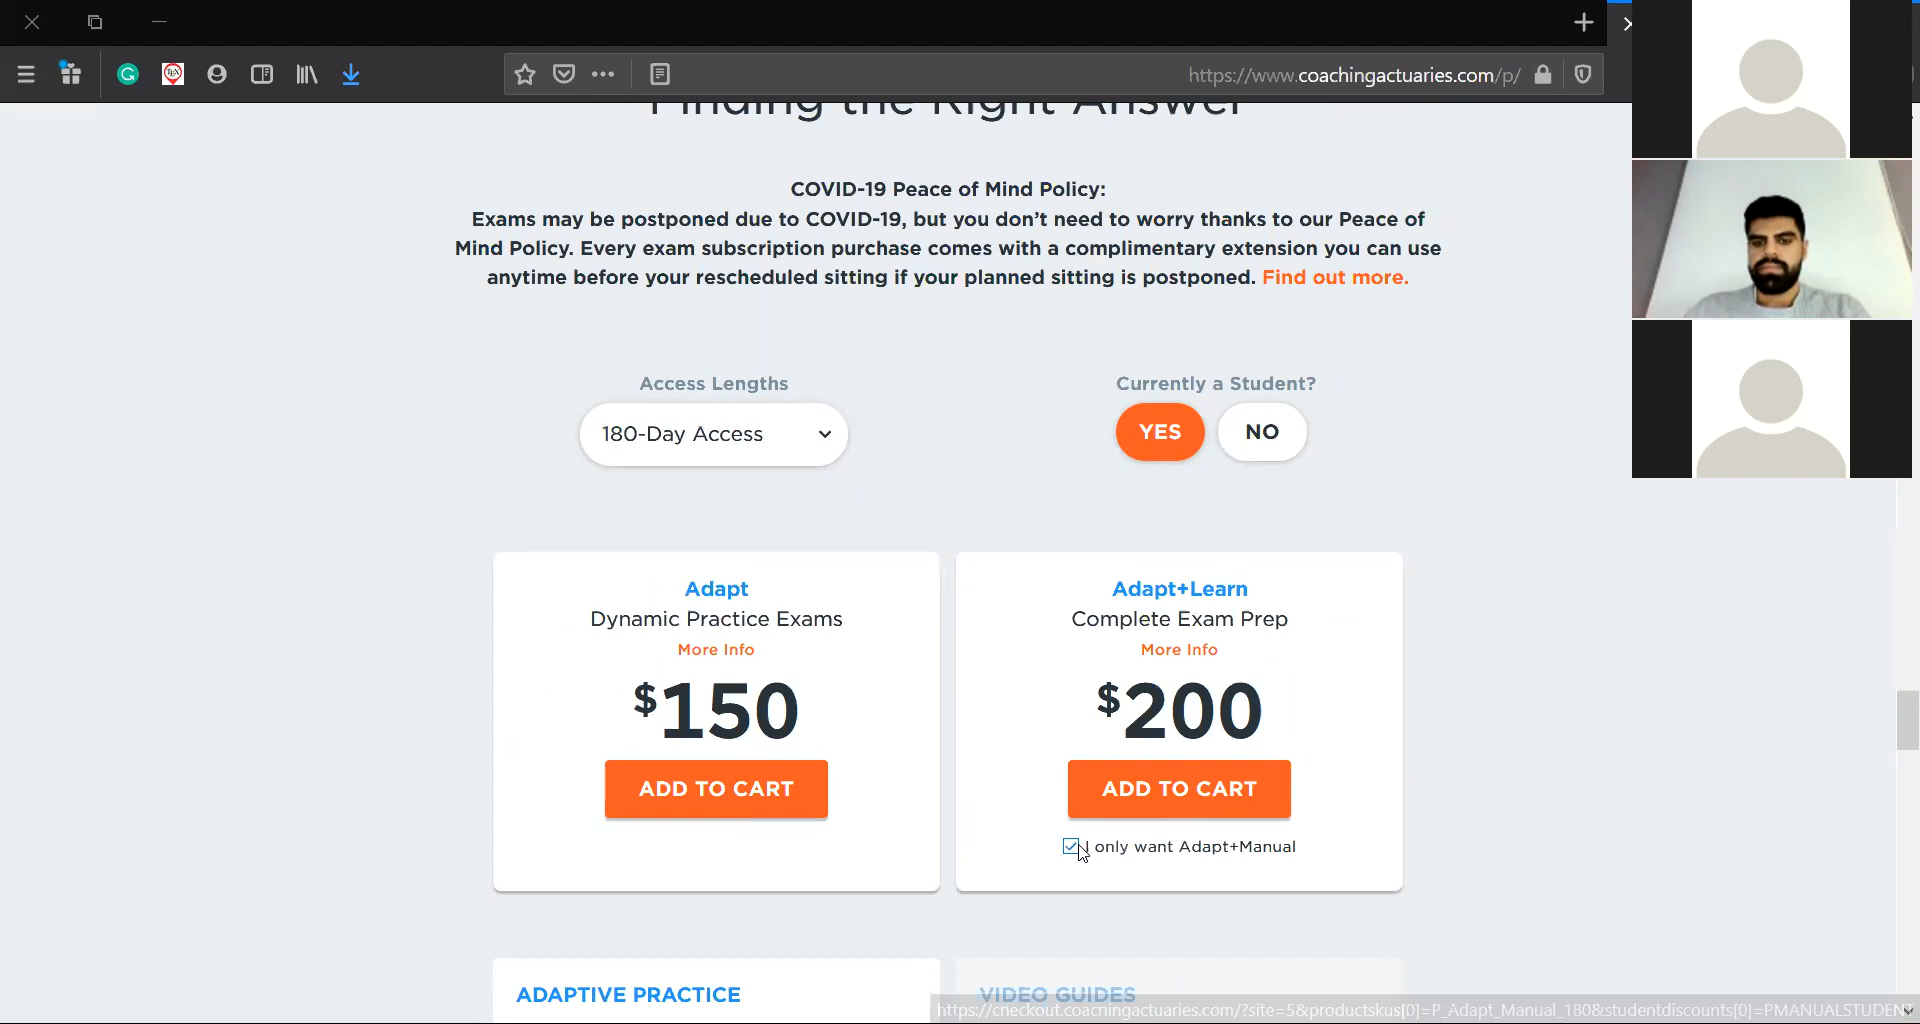 https://www.coachingactuaries.com/p/
Finding the Right Answer
COVID-19 Peace of Mind Policy:
Exams may be postponed due to COVID-19, but you don't need to worry thanks to our Peace of
Mind Policy. Every exam subscription purchase comes with a complimentary extension you can use
anytime before your rescheduled sitting if your planned sitting is postponed. Find out more.
Access Lengths
180-Day Access
Currently a Student?
YES
NO
Adapt
Dynamic Practice Exams
More Info
$150
ADD TO CART
Adapt+Learn
Complete Exam Prep
More Info
$200
ADD TO CART
I only want Adapt+Manual
ADAPTIVE PRACTICE
VIDEO GUIDES
https://checkout.coachingactuaries.com/?site=5&productskus[0]=P_Adapt_Manual_180&studentdiscounts[0]=PMANUALSTUDENT